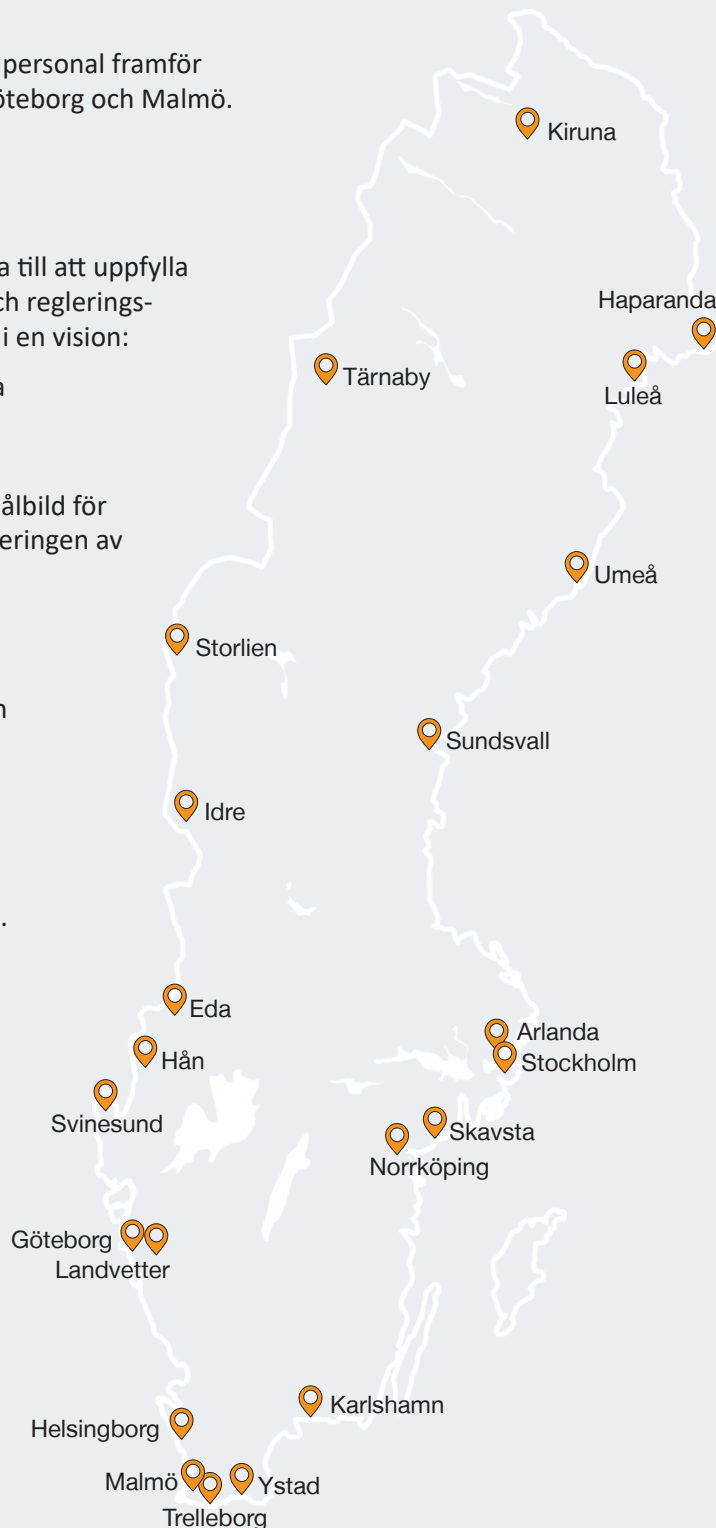 personal framför
öteborg och Malmö.
a till att uppfylla
ch reglerings-
i en vision:
a
ålbild för
eringen av
n
.
Kiruna
Haparanda
Tärnaby
Luleå
Umeå
Storlien
Sundsvall
Idre
Eda
Arlanda
Hån
Stockholm
Svinesund
Skavsta
Norrköping
Göteborg
Landvetter
Karlshamn
Helsingborg
Malmö
Ystad
Trelleborg